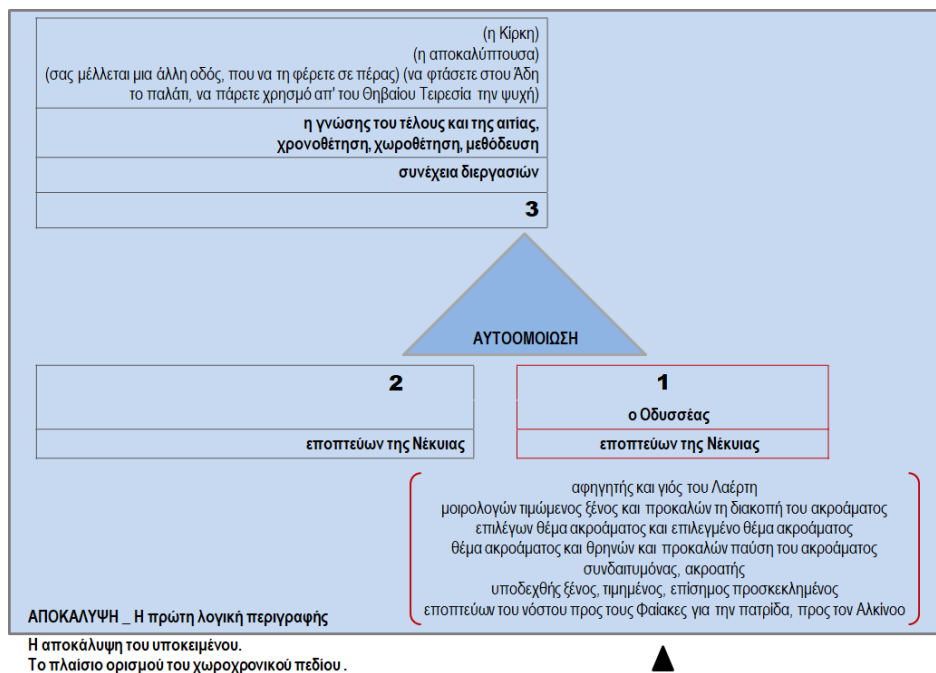 (η Κίρκη)
(η αποκαλύπτουσα)
(σας μέλλεται μια άλλη οδός, που να τη φέρετε σε πέρας) (να φτάσετε στου Άδη
το παλάτι, να πάρετε χρησμό απ' του Θηβαίου Τειρεσία την ψυχή)
η γνώσης του τέλους και της αιτίας,
χρονοθέτηση, χωροθέτηση, μεθόδευση
συνέχεια διεργασιών
3
ΑΥΤΟΟΜΟΙΩΣΗ
2
εποπτεύων της Νέκυιας
1
ο Οδυσσέας
εποπτεύων της Νέκυιας
αφηγητής και γιός του Λαέρτη
μοιρολογών τιμώμενος ξένος και προκαλών τη διακοπή του ακροάματος
επιλέγων θέμα ακροάματος και επιλεγμένο θέμα ακροάματος
θέμα ακροάματος και θρηνών και προκαλών παύση του ακροάματος
συνδαιτυμόνας, ακροατής
υποδεχθής ξένος, τιμημένος, επίσημος προσκεκλημένος
εποπτεύων του νόστου προς τους Φαίακες για την πατρίδα, προς τον Αλκίνοο
ΑΠΟΚΑΛΥΨΗ _ Η πρώτη λογική περιγραφής
Η αποκάλυψη του υποκειμένου.
Το πλαίσιο ορισμού του χωροχρονικού πεδίου .